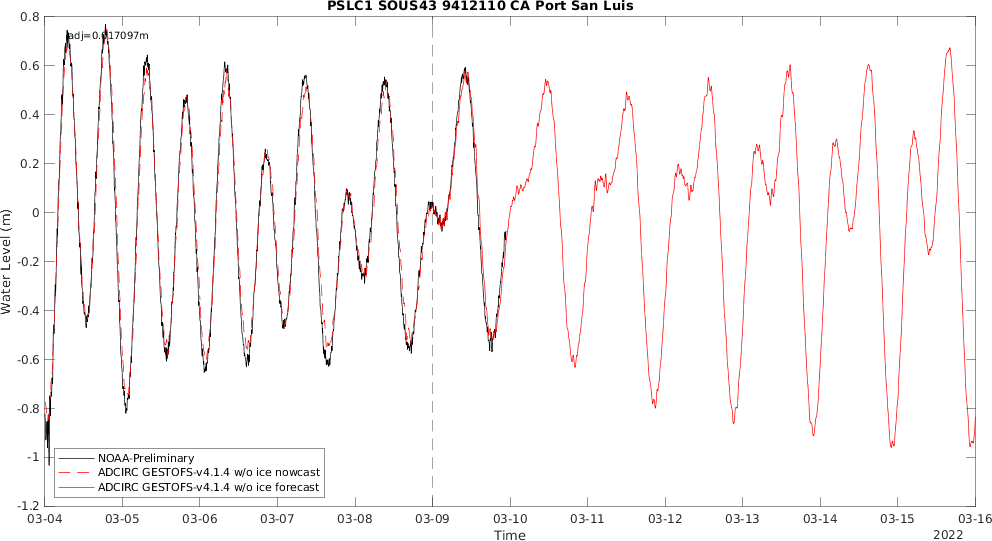 PSLC1 SOUS43 9412110 CA Port San Luis
adj=0.017097m
Water Level (m)
0.8
0.6
0.4
0.2
0
-0.2
-0.4
-0.6
-0.8
-1
-1.2
NOAA-Preliminary
ADCIRC GESTOFS-v4.1.4 w/o ice nowcast
ADCIRC GESTOFS-v4.1.4 w/o ice forecast
03-04 03-05 03-06 03-07 03-08 03-09 03-10 03-11 03-12 03-13 03-14 03-15 03-16
Time
2022